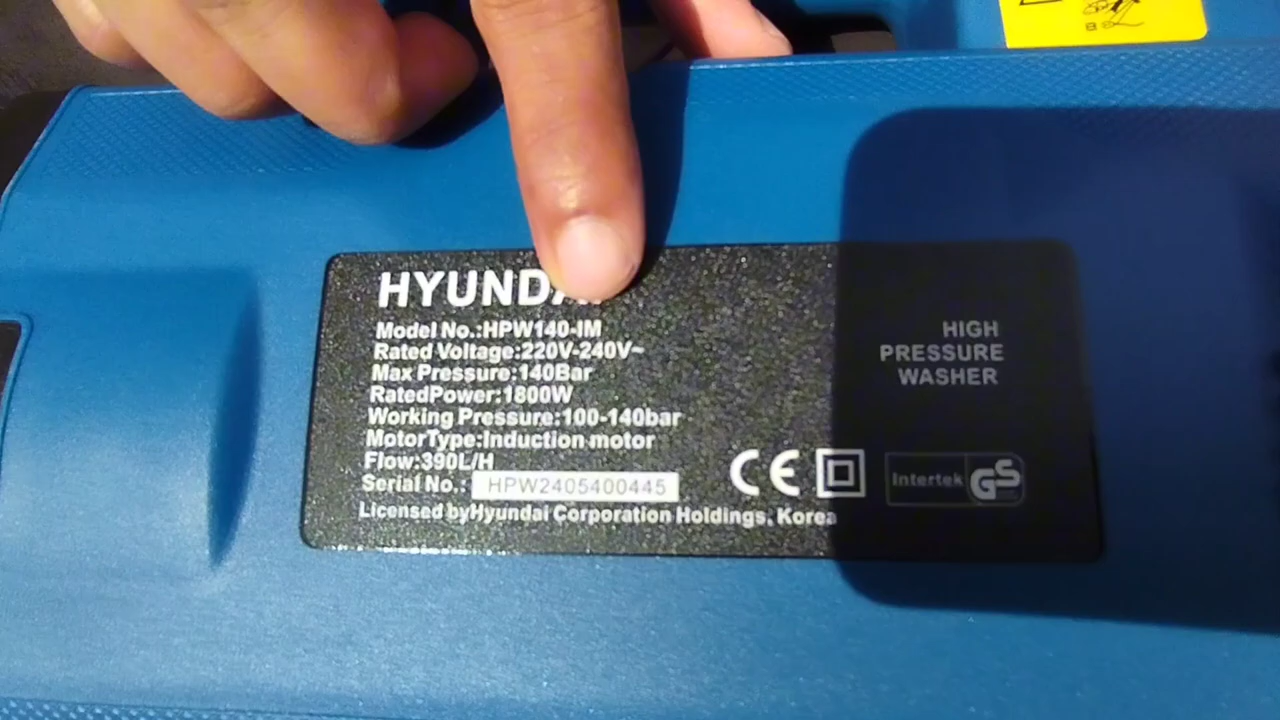 HYUNDAI
Model No.:HPW140-IM
Rated Voltage:220V-240V~
Max Pressure:140Bar
RatedPower:1800W
Working Pressure:100-140bar
MotorType:Induction motor
Flow:390L/H
Serial No.: HPW2405400445
Licensed byHyundai Corporation Holdings, Korea
HIGH
PRESSURE
WASHER
CE
Intertek GS